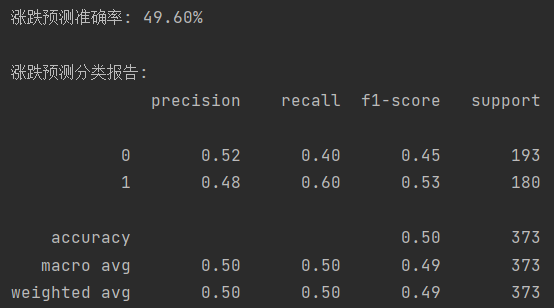 涨跌预测准确率: 49.60%
涨跌预测分类报告:
precision recall f1-score support
0 0.52 0.40 0.45 193
1 0.48 0.60 0.53 180
accuracy 0.50 373
macro avg 0.50 0.50 0.49 373
weighted avg 0.50 0.50 0.49 373